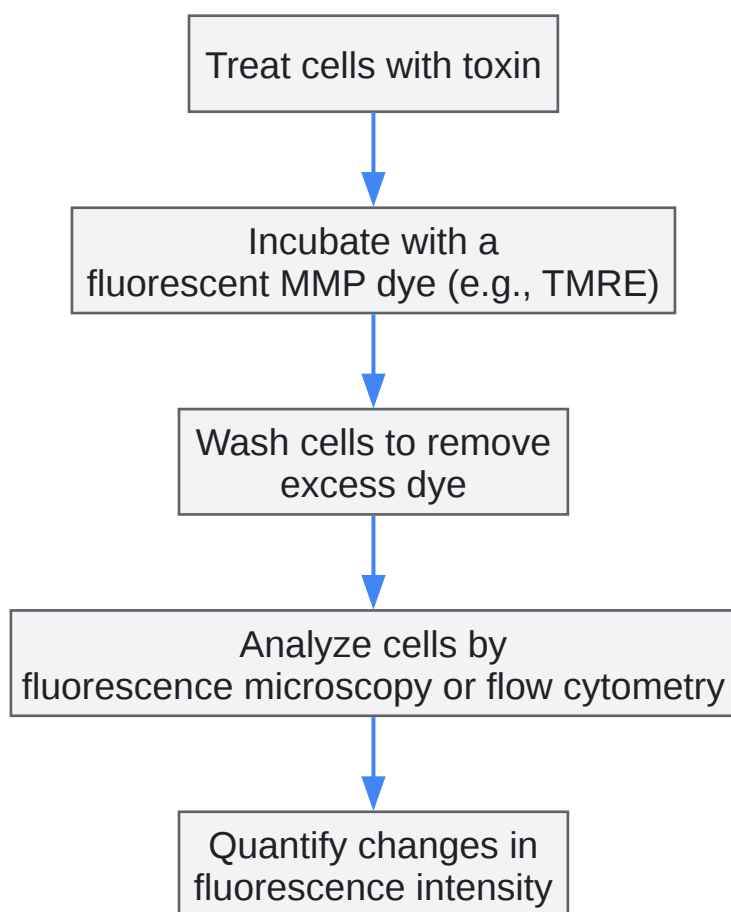 Treat cells with toxin
Incubate with a
fluorescent MMP dye (e.g., TMRE)
Wash cells to remove
excess dye
Analyze cells by
fluorescence microscopy or flow cytometry
Quantify changes in
fluorescence intensity